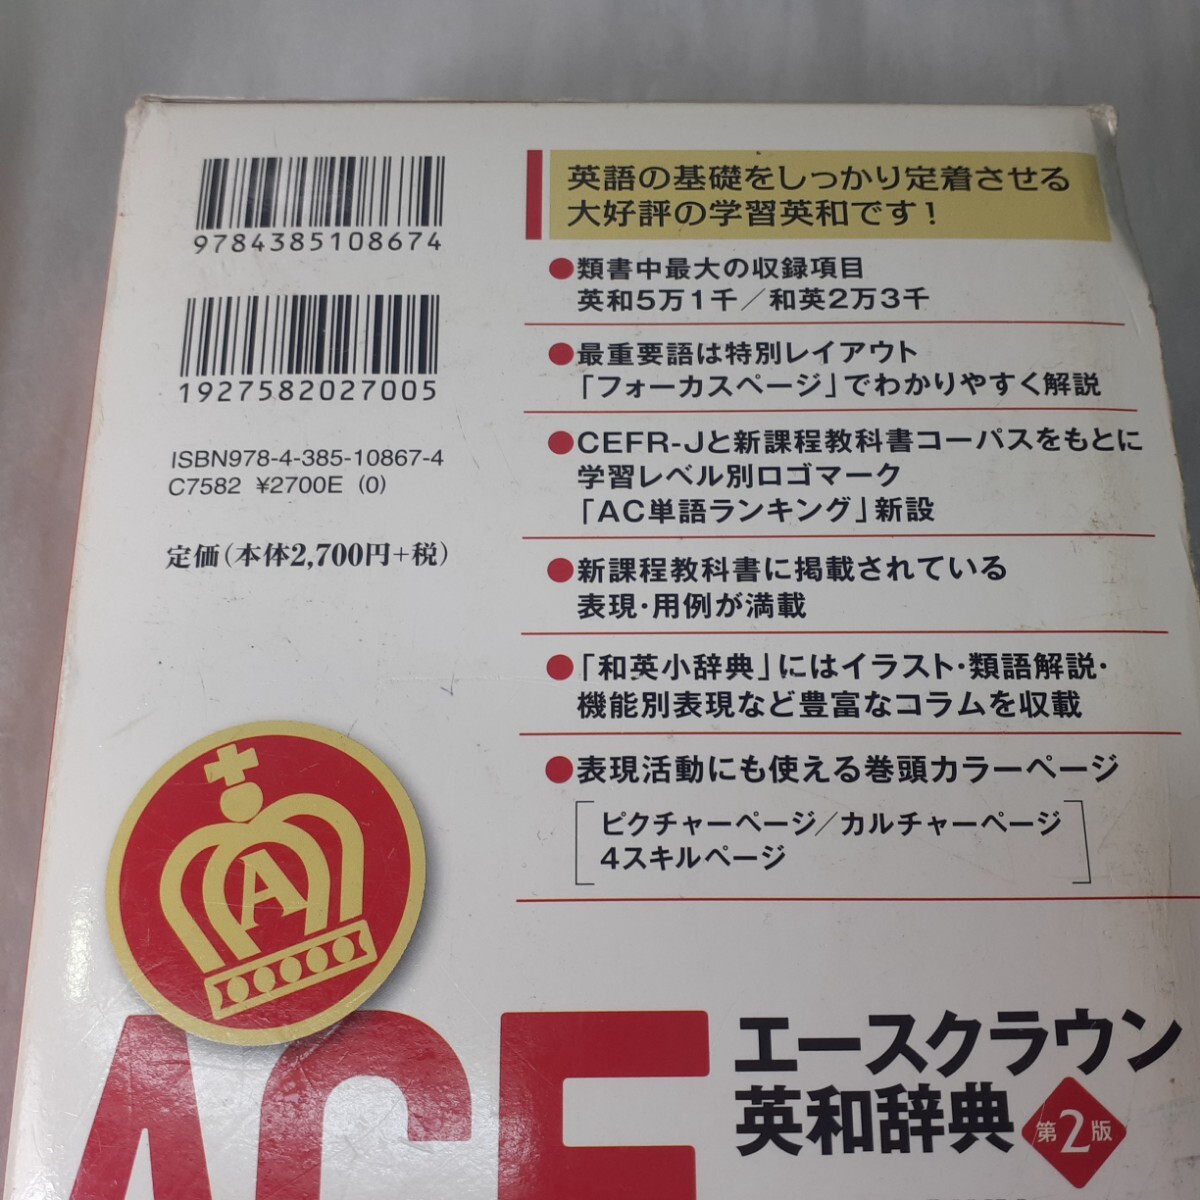 9784385108674
1927582027005
ISBN978-4-385-10867-4
C7582 ¥2700E (0)
定価(本体2,700円+税)
英語の基礎をしっかり定着させる
大好評の学習英和です!
●類書中最大の収録項目
英和5万1千/和英2万3千
●最重要語は特別レイアウト
「フォーカスページ」でわかりやすく解説
●CEFR-Jと新課程教科書コーパスをもとに
学習レベル別ロゴマーク
「AC単語ランキング」新設
●新課程教科書に掲載されている
表現・用例が満載
●「和英小辞典」にはイラスト・類語解説・
機能別表現など豊富なコラムを収載
●表現活動にも使える巻頭カラーページ
[ピクチャーページ/カルチャーページ
4スキルページ]
A
ACE
エースクラウン
英和辞典 第2版